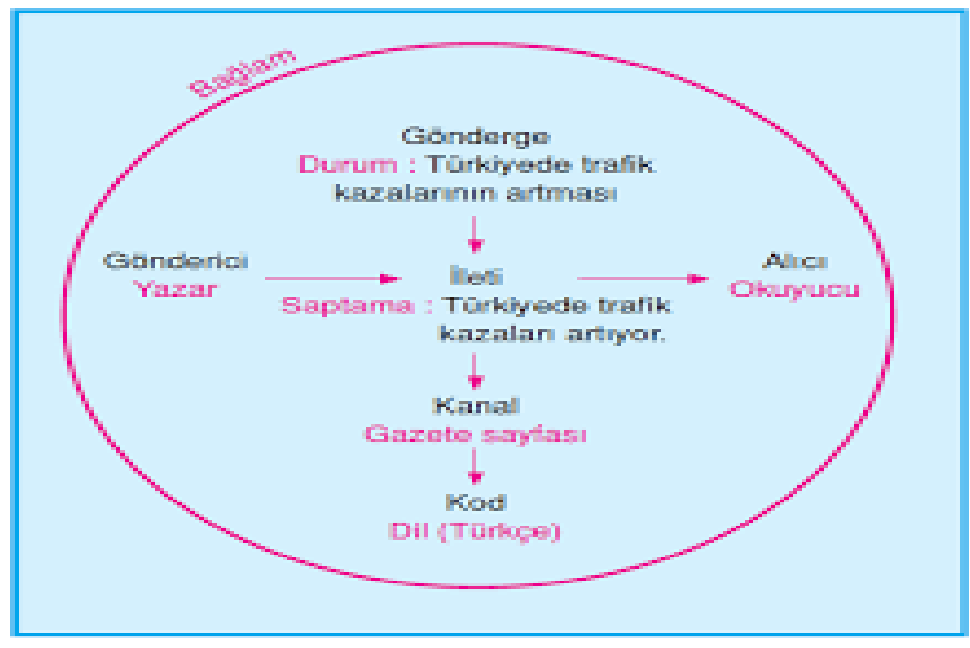 Bağlam
Gönderge
Durum : Türkiyede trafik
kazalarının artması
Gönderici
Yazar
İleti
Saptama : Türkiyede trafik
kazaları artıyor.
Alıcı
Okuyucu
Kanal
Gazete sayfası
Kod
Dil (Türkçe)